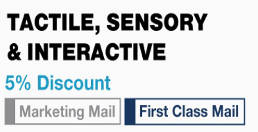 TACTILE, SENSORY
& INTERACTIVE
5% Discount
Marketing Mail First Class Mail